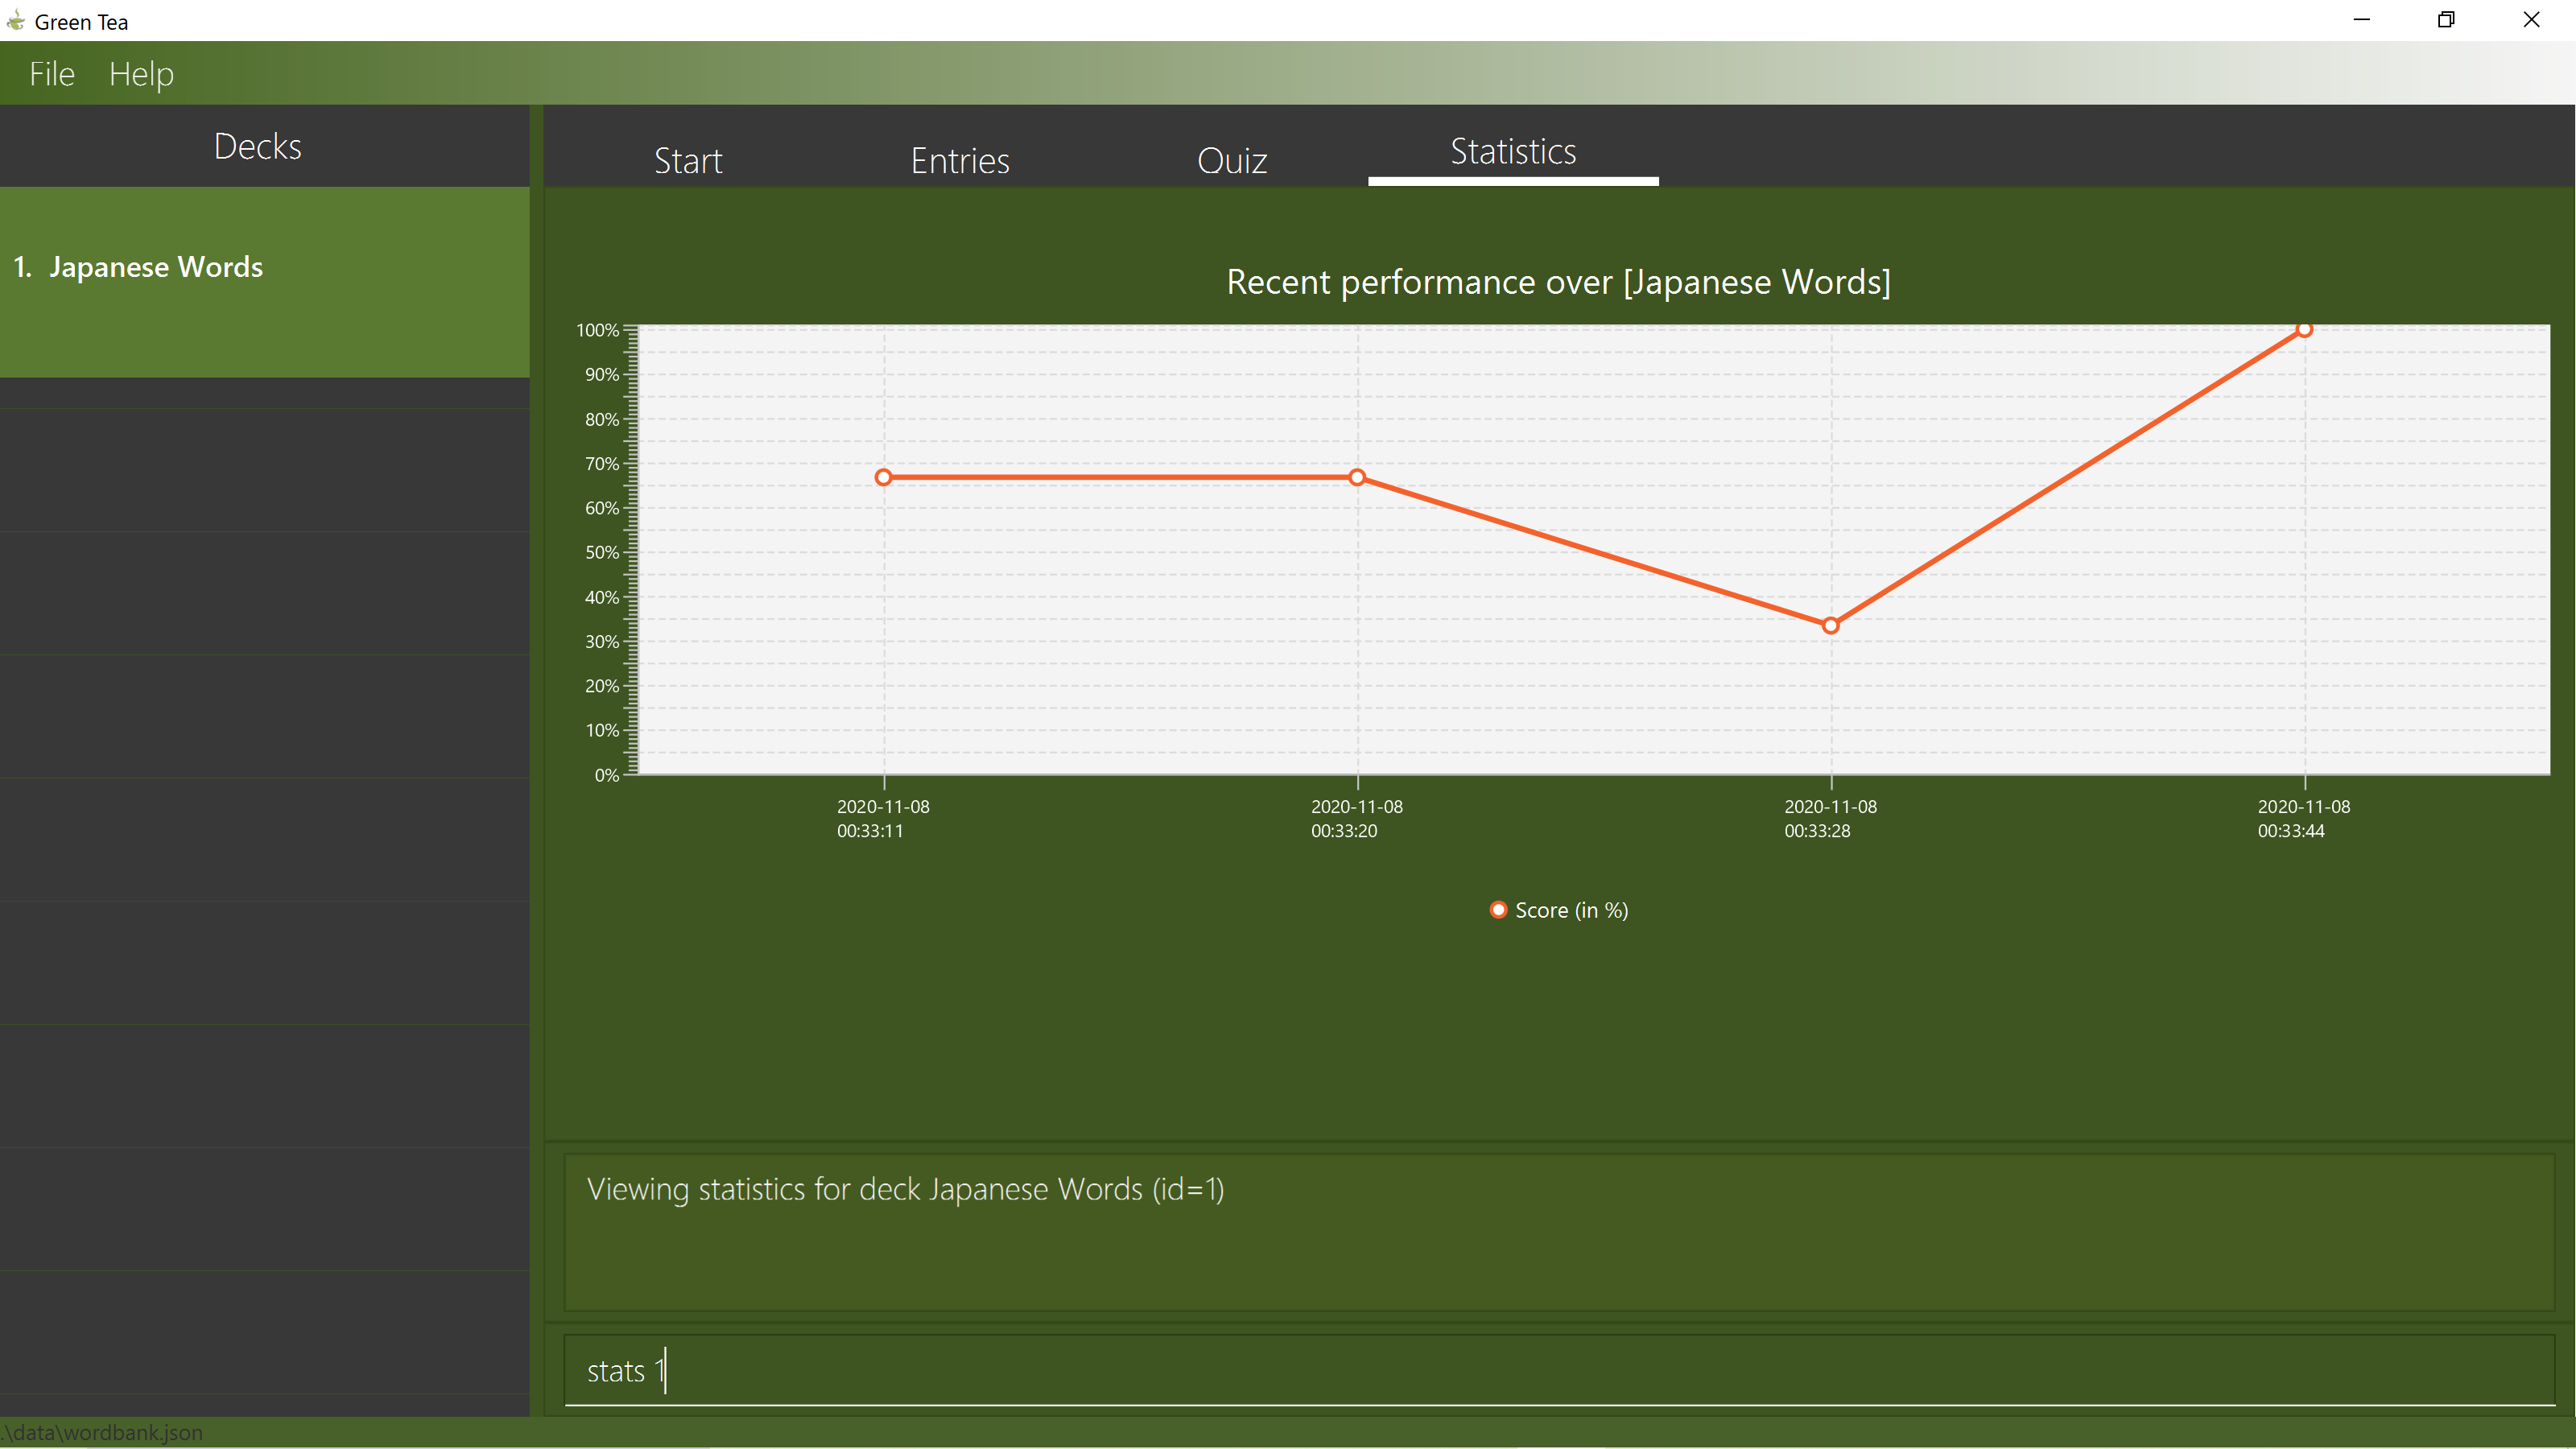 Green Tea
File Help
Decks
1. Japanese Words
Start Entries Quiz Statistics
Recent performance over [Japanese Words]
100%
90%
80%
70%
60%
50%
40%
30%
20%
10%
0%
2020-11-08 2020-11-08 2020-11-08 2020-11-08
00:33:11 00:33:20 00:33:28 00:33:44
Score (in %)
Viewing statistics for deck Japanese Words (id=1)
stats 1
.\data\wordbank.json